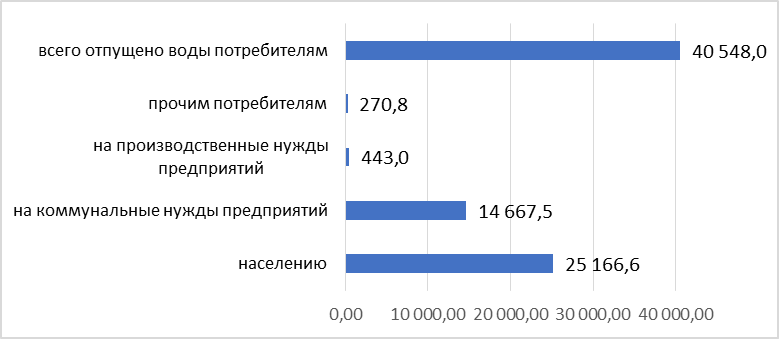 всего отпущено воды потребителям
40 548,0
прочим потребителям
270,8
на производственные нужды
предприятий
443,0
на коммунальные нужды предприятий
14 667,5
населению
25 166,6
0,00 10 000,00 20 000,00 30 000,00 40 000,00